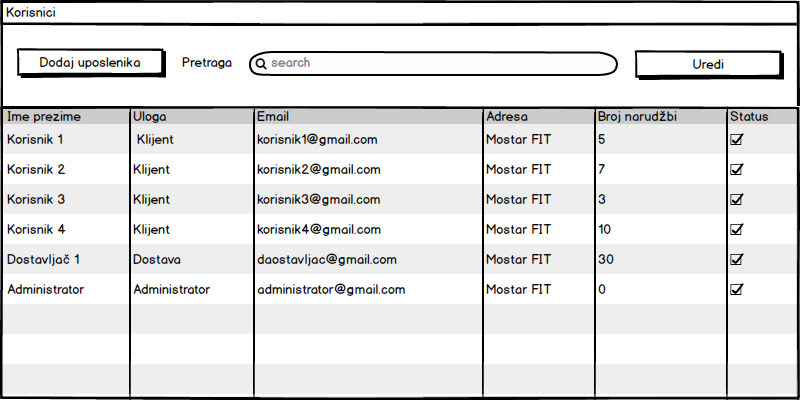 Korisnici
Dodaj uposlenika Pretraga search Uredi
Ime prezime Uloga Email Adresa Broj narudžbi Status
Korisnik 1 Klijent korisnik1@gmail.com Mostar FIT 5
Korisnik 2 Klijent korisnik2@gmail.com Mostar FIT 7
Korisnik 3 Klijent korisnik3@gmail.com Mostar FIT 3
Korisnik 4 Klijent korisnik4@gmail.com Mostar FIT 10
Dostavljač 1 Dostava daostavljac@gmail.com Mostar FIT 30
Administrator Administrator administrator@gmail.com Mostar FIT 0